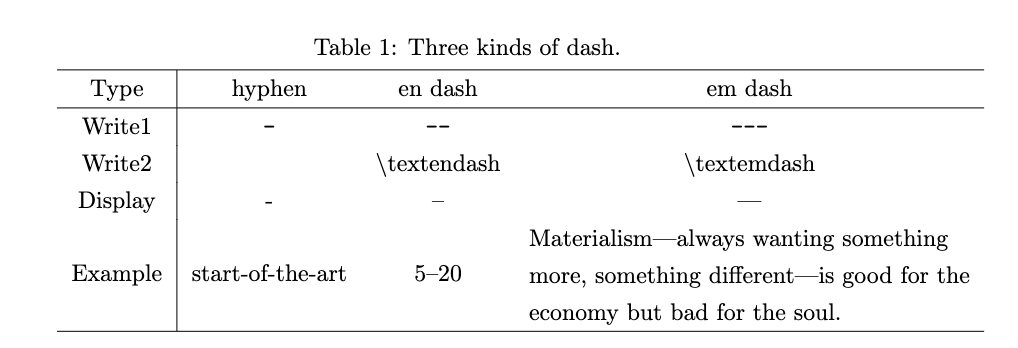 Table 1: Three kinds of dash.
Type hyphen en dash em dash
Write1 - -- ---
Write2 \textendash \textemdash
Display - – —
Materialism—always wanting something
Example start-of-the-art 5–20 more, something different—is good for the
economy but bad for the soul.